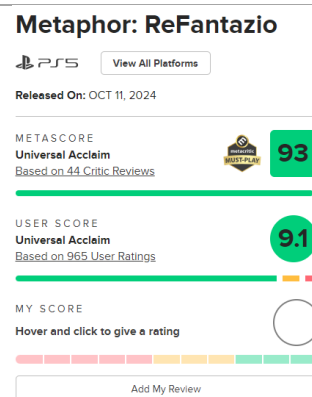 Metaphor: ReFantazio
PS5 View All Platforms
Released On: OCT 11, 2024
METASCORE
Universal Acclaim
Based on 44 Critic Reviews
metacritic
MUST-PLAY
93
USER SCORE
Universal Acclaim
Based on 965 User Ratings
9.1
MY SCORE
Hover and click to give a rating
Add My Review